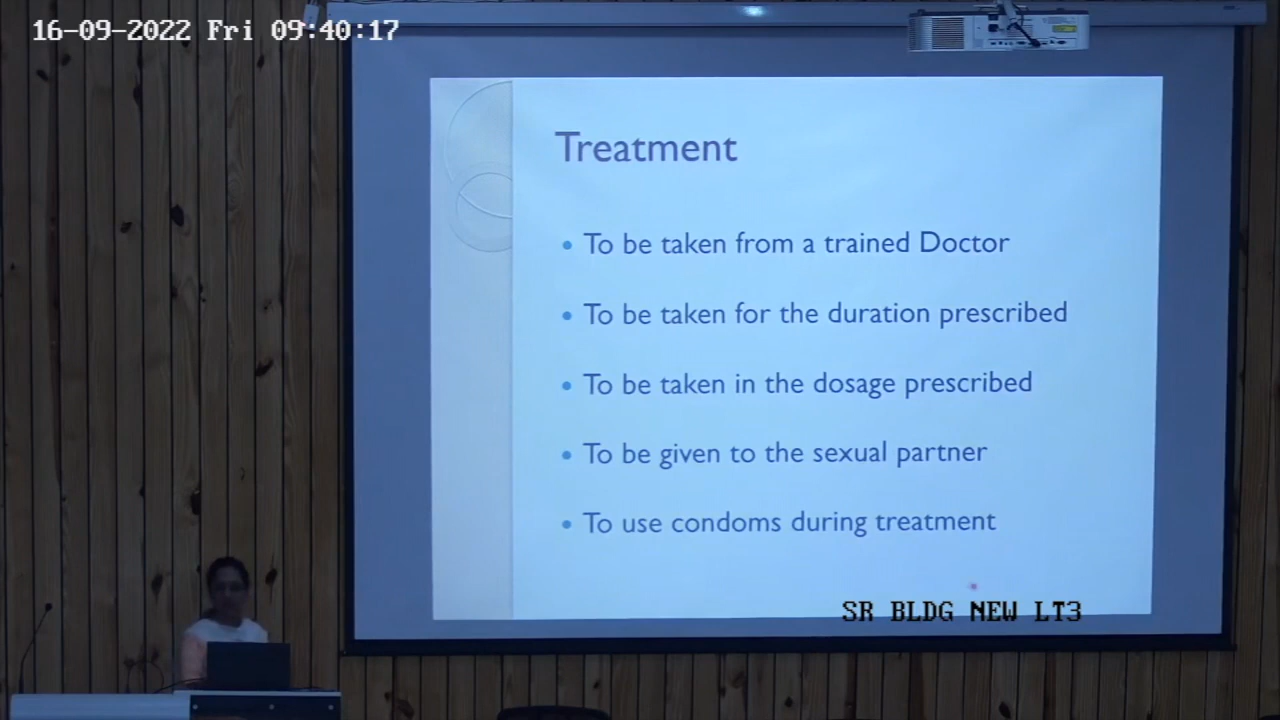 16-09-2022 Fri 09:40:17
Treatment
• To be taken from a trained Doctor
• To be taken for the duration prescribed
• To be taken in the dosage prescribed
• To be given to the sexual partner
• To use condoms during treatment
SR BLDG NEW LT3